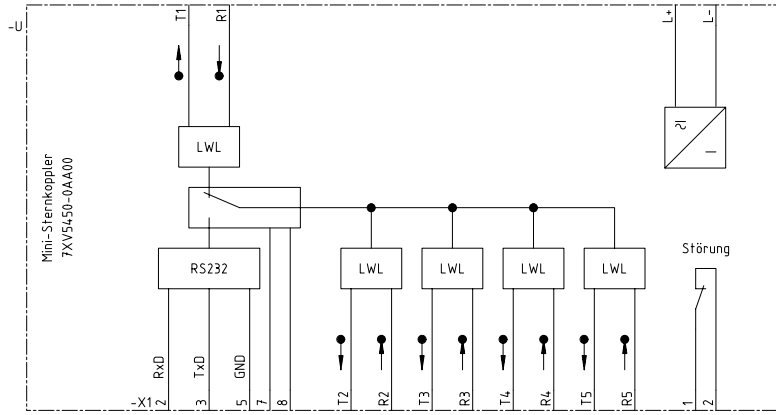 -U
T1
R1
L+
L-
LWL
Mini-Sternkoppler
7XV5450-0AA00
RS232
LWL
LWL
LWL
LWL
Störung
RxD
TxD
GND
-X1
2
3
5
7
8
T2
R2
T3
R3
T4
R4
T5
R5
1
2